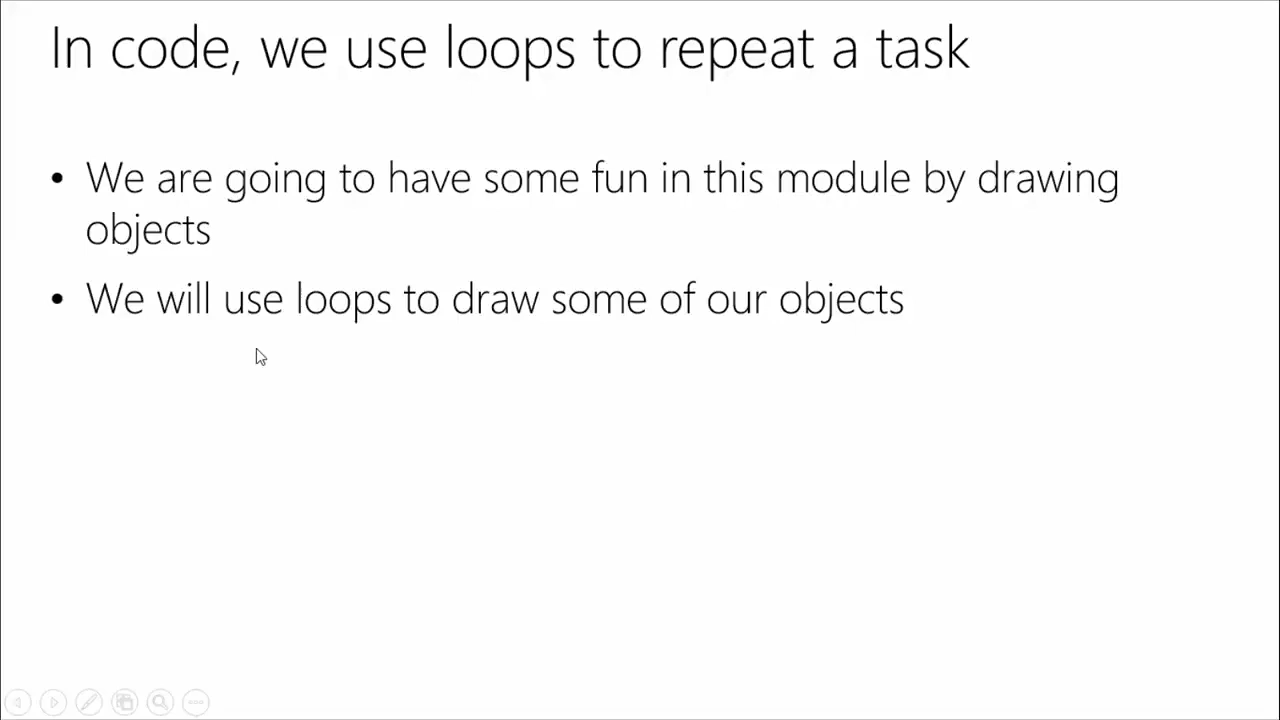 In code, we use loops to repeat a task
• We are going to have some fun in this module by drawing
objects
• We will use loops to draw some of our objects